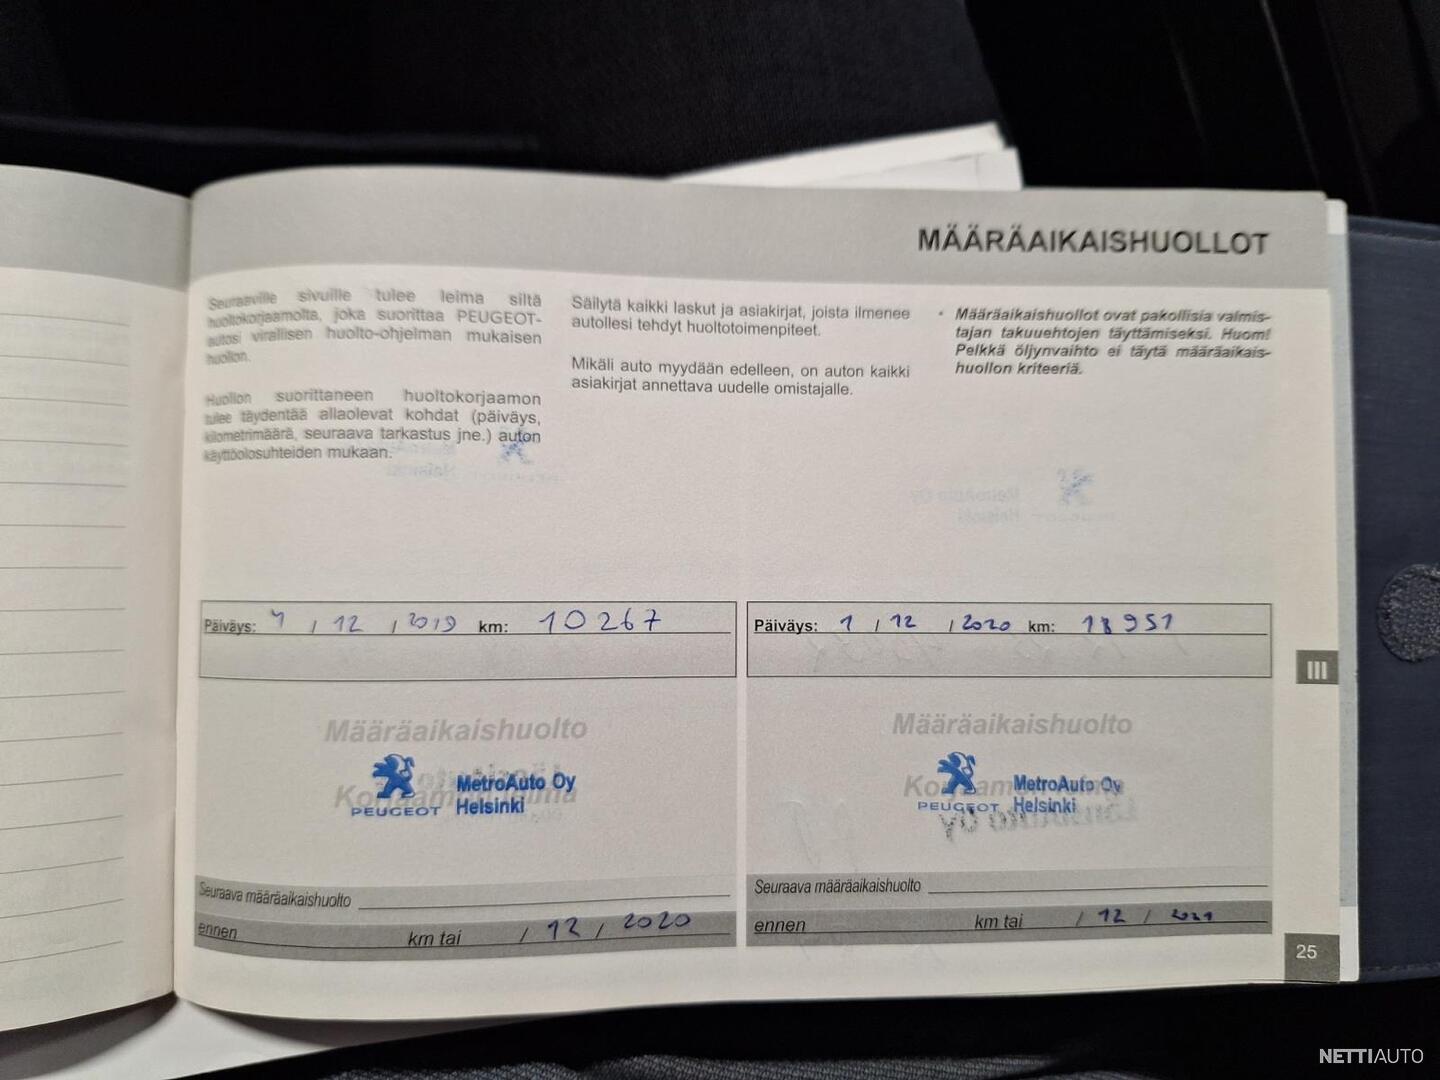 MÄÄRÄAIKAISHUOLLOT
Seuraaville sivuille tulee leima siltä
huoltokorjaamolta, joka suorittaa PEUGEOT-
autosi virallisen huolto-ohjelman mukaisen
huollon.
Huollon suorittaneen huoltokorjaamon
tulee täydentää allaolevat kohdat (päiväys,
kilometrimäärä, seuraava tarkastus jne.) auton
käyttöolosuhteiden mukaan.
Säilytä kaikki laskut ja asiakirjat, joista ilmenee
autollesi tehdyt huoltotoimenpiteet.
Mikäli auto myydään edelleen, on auton kaikki
asiakirjat annettava uudelle omistajalle.
• Määräaikaishuollot ovat pakollisia valmis-
tajan takuuehtojen täyttämiseksi. Huom!
Pelkkä öljynvaihto ei täytä määräaikais-
huollon kriteeriä.
Päiväys: / 12 / 2019 km: 10267
Määräaikaishuolto
Korjaamon leima
PEUGEOT
MetroAuto Oy
Helsinki
Seuraava määräaikaishuolto
ennen km tai / 12 / 2020
Päiväys: 1 / 12 / 2020 km: 18951
Määräaikaishuolto
PEUGEOT
MetroAuto Oy
Helsinki
Seuraava määräaikaishuolto
ennen km tai / 12 / 2021
III
25
NETTIAUTO